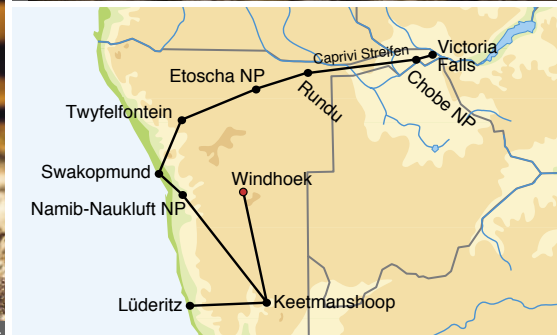 Caprivi Streifen
Victoria
Falls
Etoscha NP
Rundu
Chobe NP
Twyfelfontein
Swakopmund
Windhoek
Namib-Naukluft NP
Lüderitz
Keetmanshoop